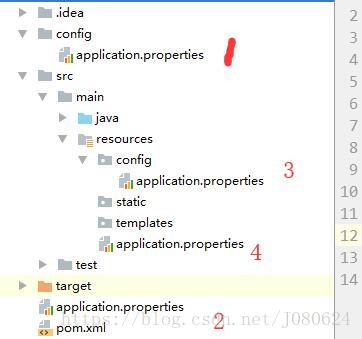 .idea
config
application.properties
1
src
main
java
resources
config
application.properties
3
static
templates
application.properties
4
test
target
application.properties
2
pom.xml
https://blog.csdn.net/J080624
2
3
4
5
6
7
8
9
10
11
12
13
14